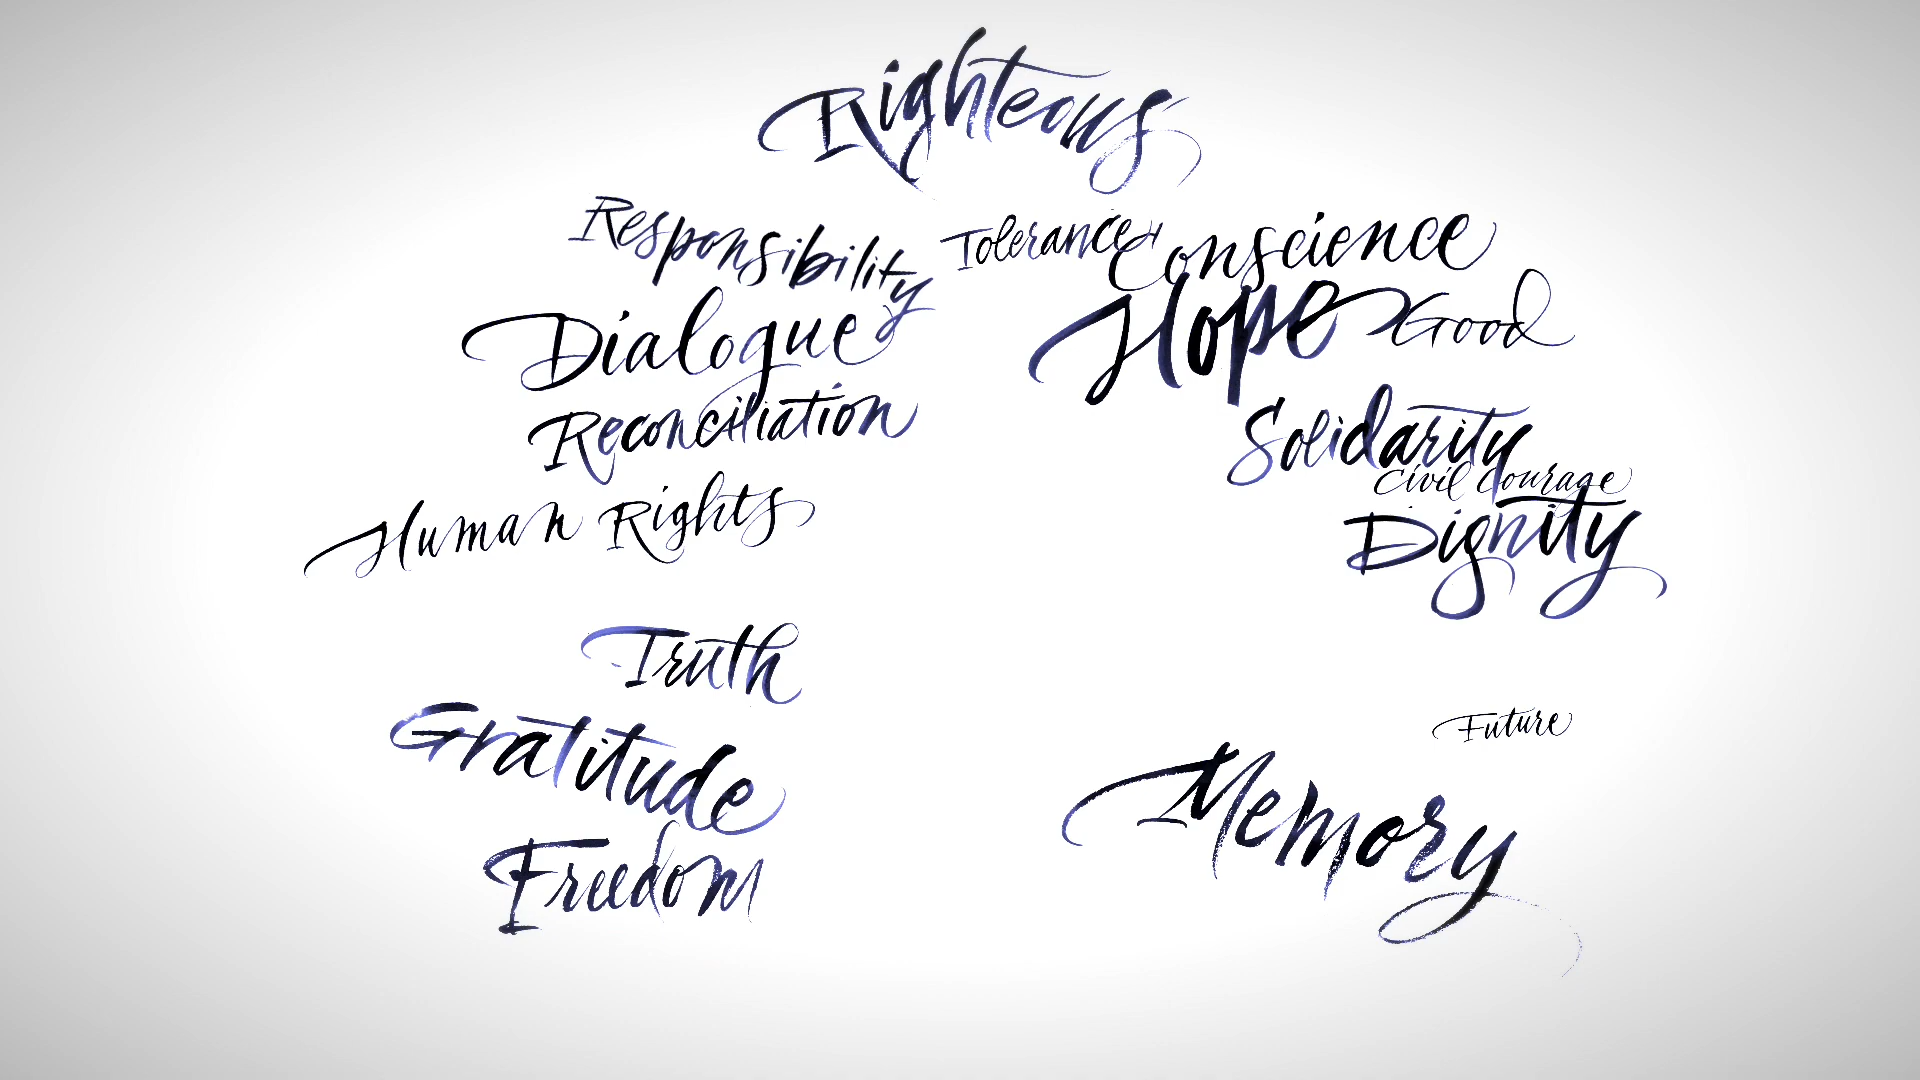 Righteous
Responsibility
Tolerance
Conscience
Dialogue
Hope
Good
Reconciliation
Solidarity
Civil Courage
Human Rights
Dignity
Truth
Gratitude
Future
Memory
Freedom